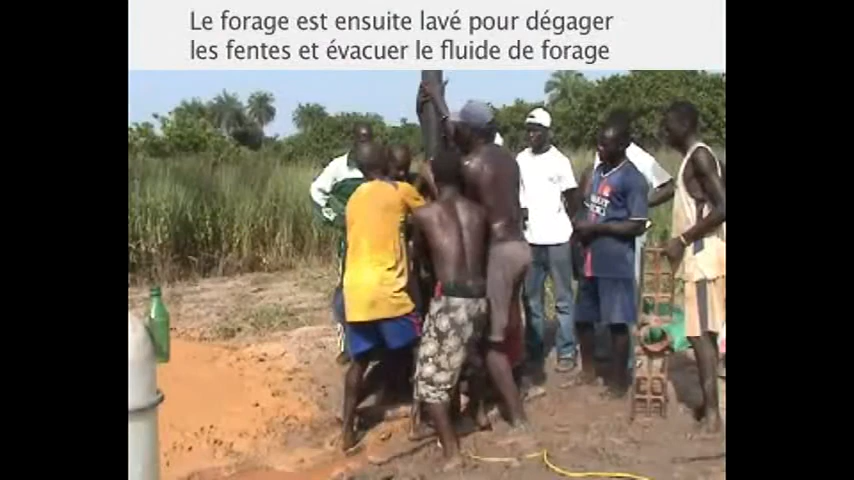 Le forage est ensuite lavé pour dégager
les fentes et évacuer le fluide de forage